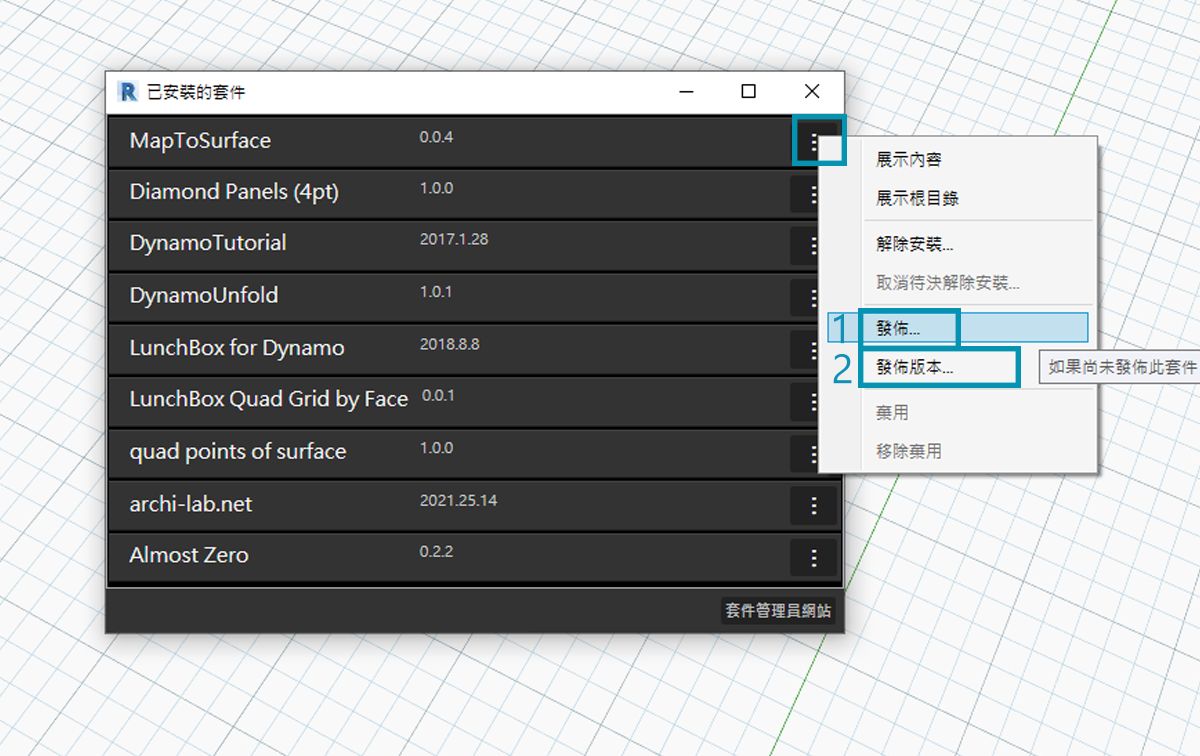 已安裝的套件
MapToSurface 0.0.4
Diamond Panels (4pt) 1.0.0
DynamoTutorial 2017.1.28
DynamoUnfold 1.0.1
LunchBox for Dynamo 2018.8.8
LunchBox Quad Grid by Face 0.0.1
quad points of surface 1.0.0
archi-lab.net 2021.25.14
Almost Zero 0.2.2
套件管理員網站
展示內容
展示根目錄
解除安裝...
取消待決解除安裝...
1 發佈...
2 發佈版本...
如果尚未發佈此套件
棄用
移除棄用